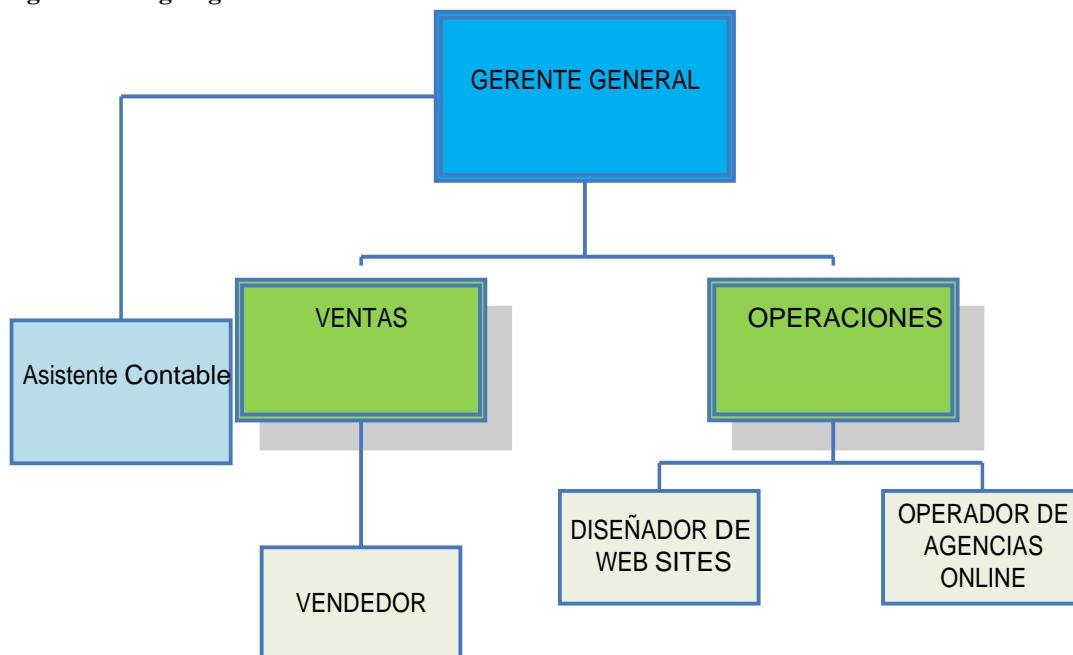 GERENTE GENERAL
VENTAS
OPERACIONES
Asistente Contable
DISEÑADOR DE
WEB SITES
OPERADOR DE
AGENCIAS
ONLINE
VENDEDOR